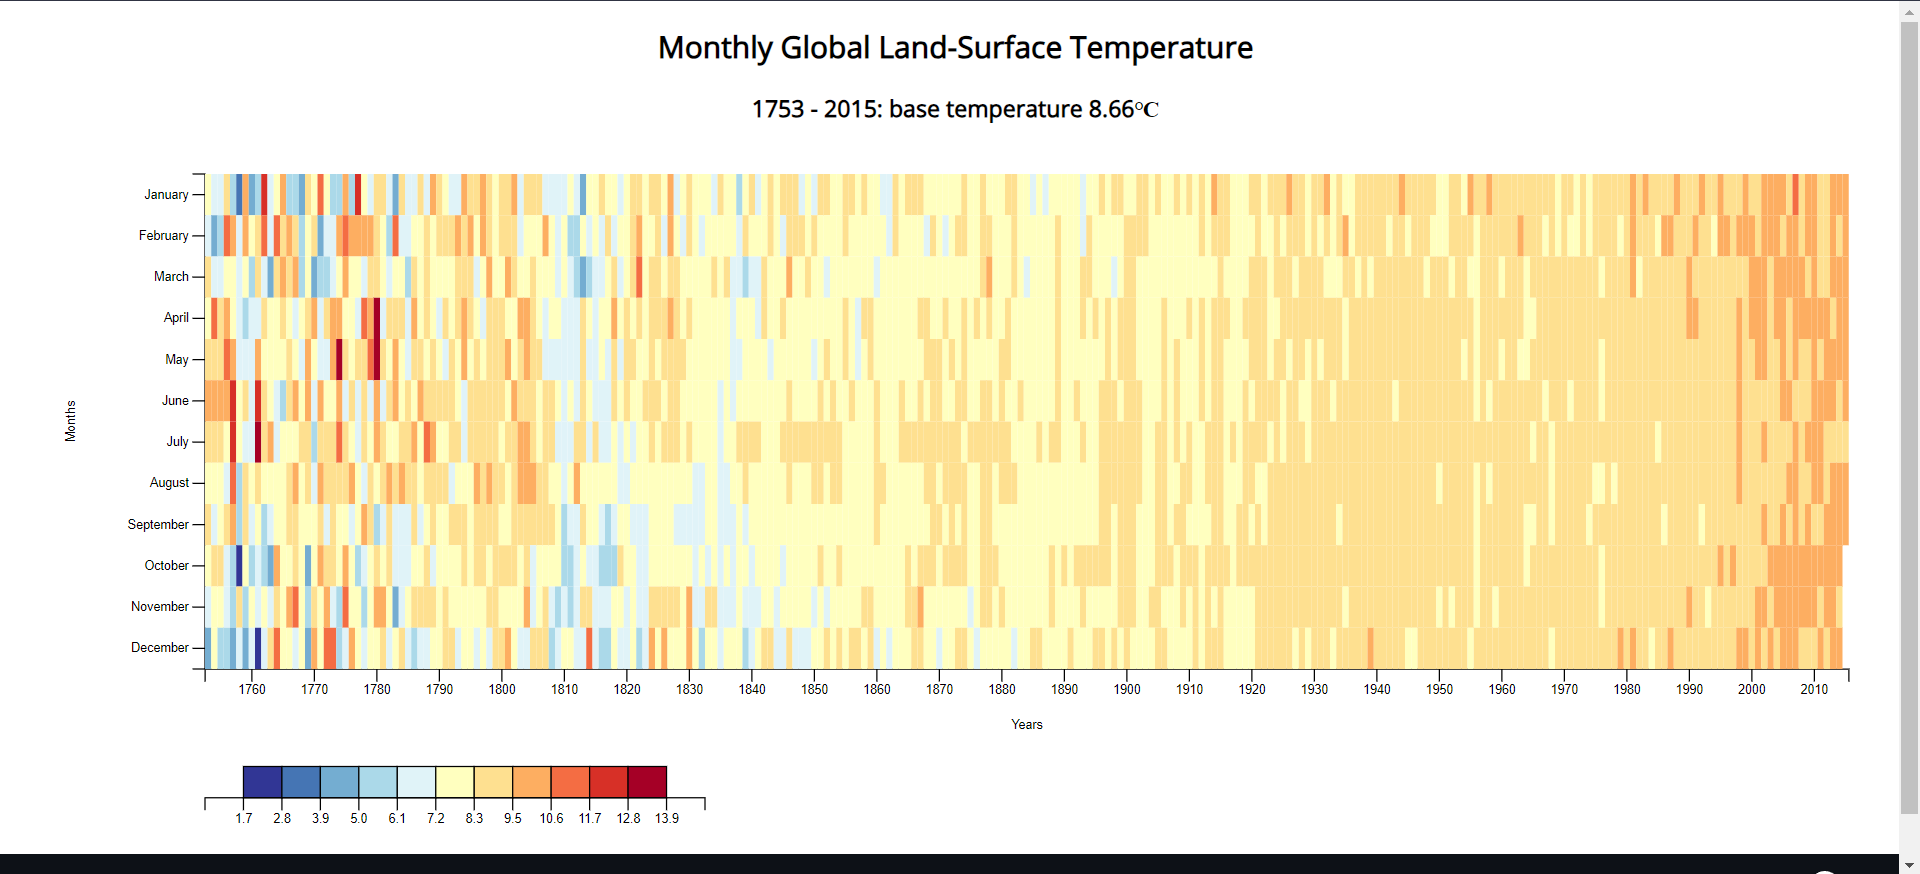 Monthly Global Land-Surface Temperature
1753 - 2015: base temperature 8.66℃
January
February
March
April
May
June
July
August
September
October
November
December
Months
1760 1770 1780 1790 1800 1810 1820 1830 1840 1850 1860 1870 1880 1890 1900 1910 1920 1930 1940 1950 1960 1970 1980 1990 2000 2010
Years
1.7 2.8 3.9 5.0 6.1 7.2 8.3 9.5 10.6 11.7 12.8 13.9